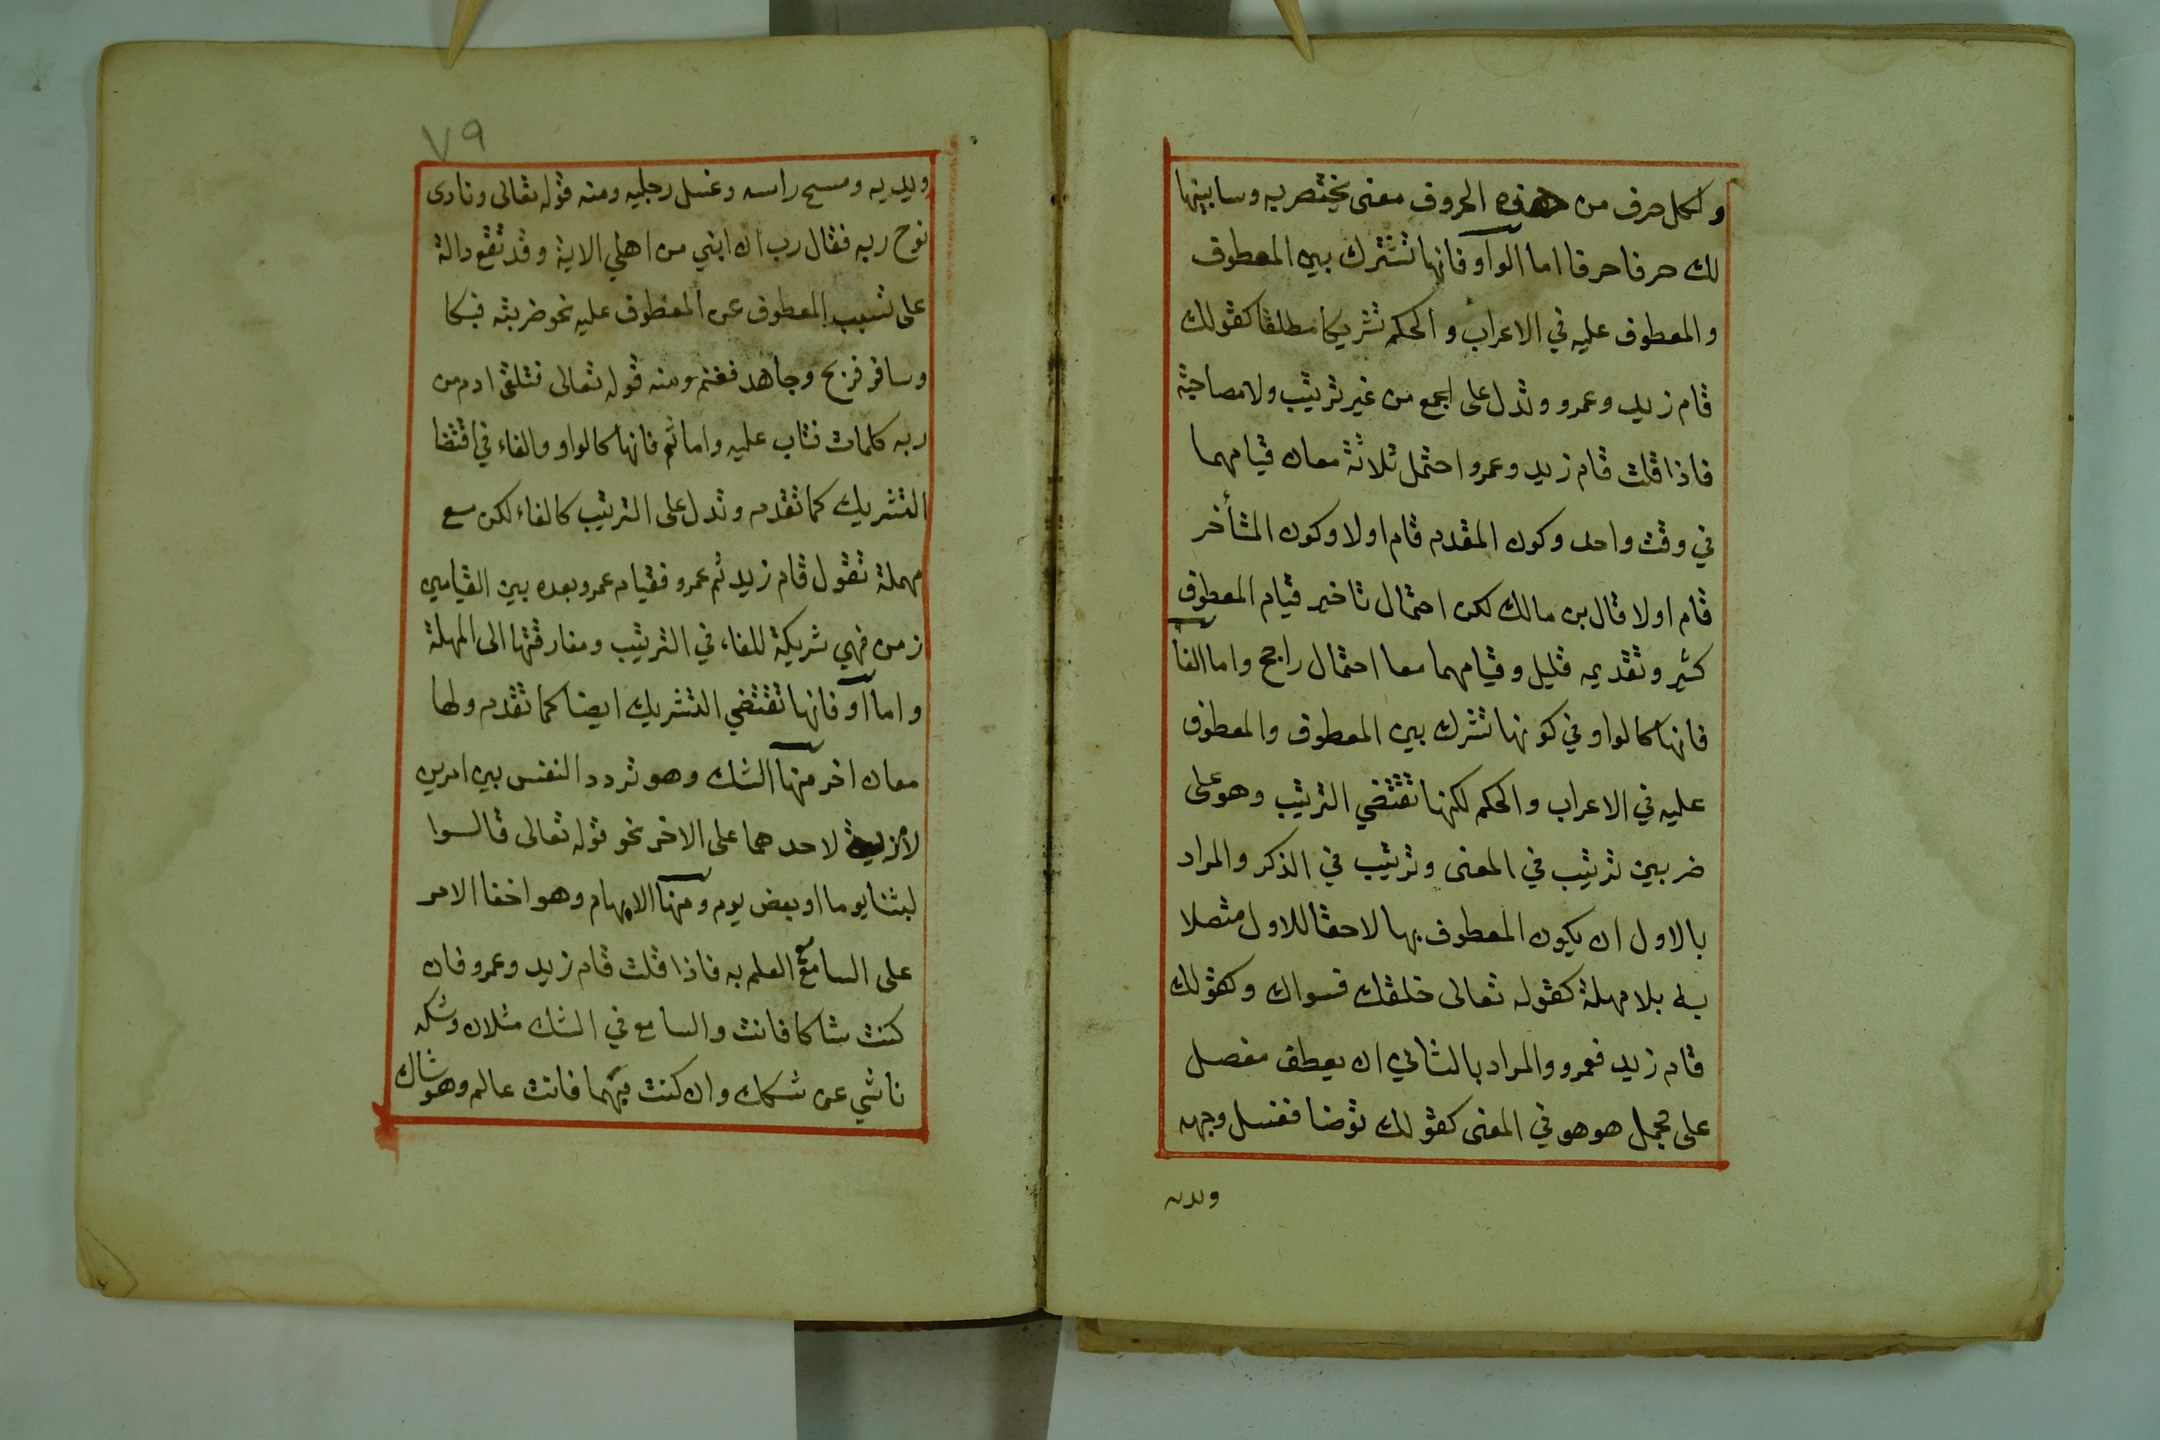 ولكل حرف من هذه الحروف معنى يختص به وسابينها
لك حرفا حرفا اما الواو فانها تشترك بين المعطوف
والمعطوف عليه في الاعراب والحكم تشريكا مطلقا كقولك
قام زيد وعمرو وتدل على الجمع من غير ترتيب ولا مصاحبة
فاذا قلت قام زيد وعمرو احتمل ثلاثة معان قيامهما
في وقت واحد وكون المقدم قام اولا وكون المتأخر
قام اولا قال بن مالك لكن احتمال تاخير قيام المعطوف
كثير وتقديمه قليل وقيامهما معا احتمال راجح واما الفا
فانها كالواو في كونها تشرك بين المعطوف والمعطوف
عليه في الاعراب والحكم لكنها تقتضي الترتيب وهو على
ضربين ترتيب في المعنى وترتيب في الذكر والمراد
بالاول ان يكون المعطوف بها لاحقا للاول متصلا
به بلا مهلة كقوله تعالى خلقك فسواك وكقولك
قام زيد فعمرو والمراد بالثاني ان يعطف مفصل
على مجمل هو هو في المعنى كقولك توضا فغسل وجهه
ويديه
٧٩
ويديه ومسح راسه وغسل رجليه ومنه قوله تعالى ونادى
نوح ربه فقال رب ان ابني من اهلي الاية وقد تقع دالة
على تسبب المعطوف عن المعطوف عليه نحو ضربته فبكا
وسافر فربح وجاهد فغنم ومنه قوله تعالى فتلقى ادم من
ربه كلمات فتاب عليه واما ثم فانها كالواو والفاء في اقتضا
التشريك كما تقدم وتدل على الترتيب كالفاء لكن مع
مهملة تقول قام زيد ثم عمرو فقيام عمرو بعده بين القيامين
زمن فهي شريكة للفاء في الترتيب ومفارقتها الى المهلة
واما او فانها تقتضي التشريك ايضا كما تقدم ولها
معان اخر منها الشك وهو تردد النفس بين امرين
لا مزية لاحدهما على الاخر نحو قوله تعالى قالسوا
لبثنا يوما او بعض يوم ومنها الابهام وهو اخفا الامر
على السامع مع العلم به فاذا قلت قام زيد وعمرو فان
كنت شاكا فانت والسامع في الشك مثلان وشكه
ناشي عن شكك وان كنت مبهما فانت عالم وهو شاك